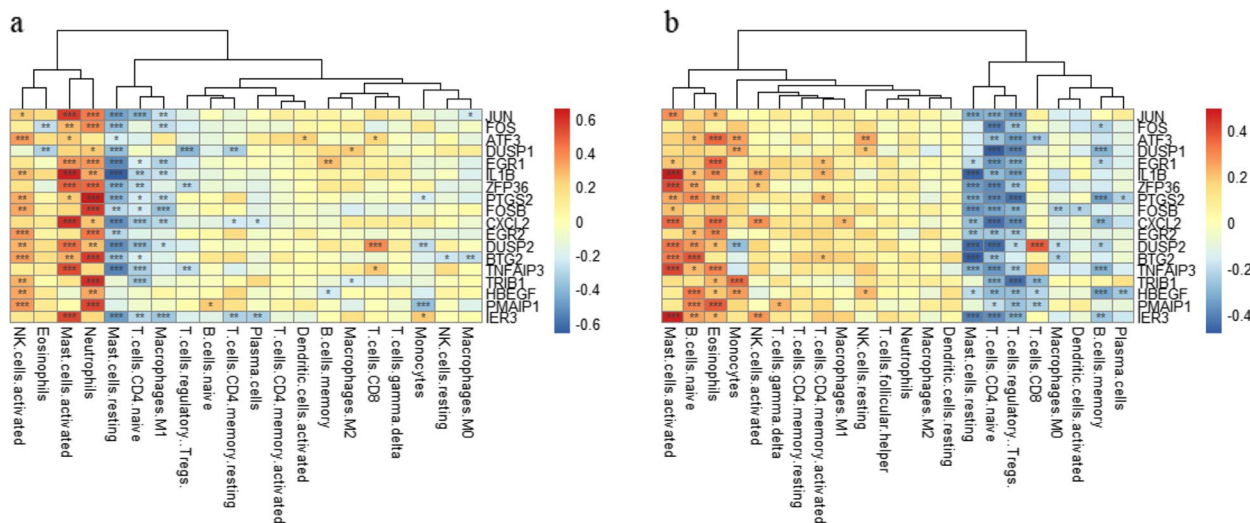 a
b
JUN
FOS
ATF3
DUSP1
EGR1
IL1B
ZFP36
PTGS2
FOSB
CXCL2
EGR2
DUSP2
BTG2
TNFAIP3
TRIB1
HBEGF
PMAIP1
IER3
0.6
0.4
0.2
0
-0.2
-0.4
-0.6
NK.cells.activated
Eosinophils
Mast.cells.activated
Neutrophils
Mast.cells.resting
T.cells.CD4.naive
Macrophages.M1
T.cells.regulatory..Tregs.
B.cells.naive
T.cells.CD4.memory.resting
Plasma.cells
T.cells.CD4.memory.activated
Dendritic.cells.activated
B.cells.memory
Macrophages.M2
T.cells.CD8
T.cells.gamma.delta
Monocytes
NK.cells.resting
Macrophages.M0
JUN
FOS
ATF3
DUSP1
EGR1
IL1B
ZFP36
PTGS2
FOSB
CXCL2
EGR2
DUSP2
BTG2
TNFAIP3
TRIB1
HBEGF
PMAIP1
IER3
0.4
0.2
0
-0.2
-0.4
Mast.cells.activated
B.cells.naive
Eosinophils
Monocytes
NK.cells.activated
T.cells.gamma.delta
T.cells.CD4.memory.resting
T.cells.CD4.memory.activated
Macrophages.M1
NK.cells.resting
T.cells.follicular.helper
Neutrophils
Macrophages.M2
Dendritic.cells.resting
Mast.cells.resting
T.cells.CD4.naive
T.cells.regulatory..Tregs.
T.cells.CD8
Macrophages.M0
Dendritic.cells.activated
B.cells.memory
Plasma.cells